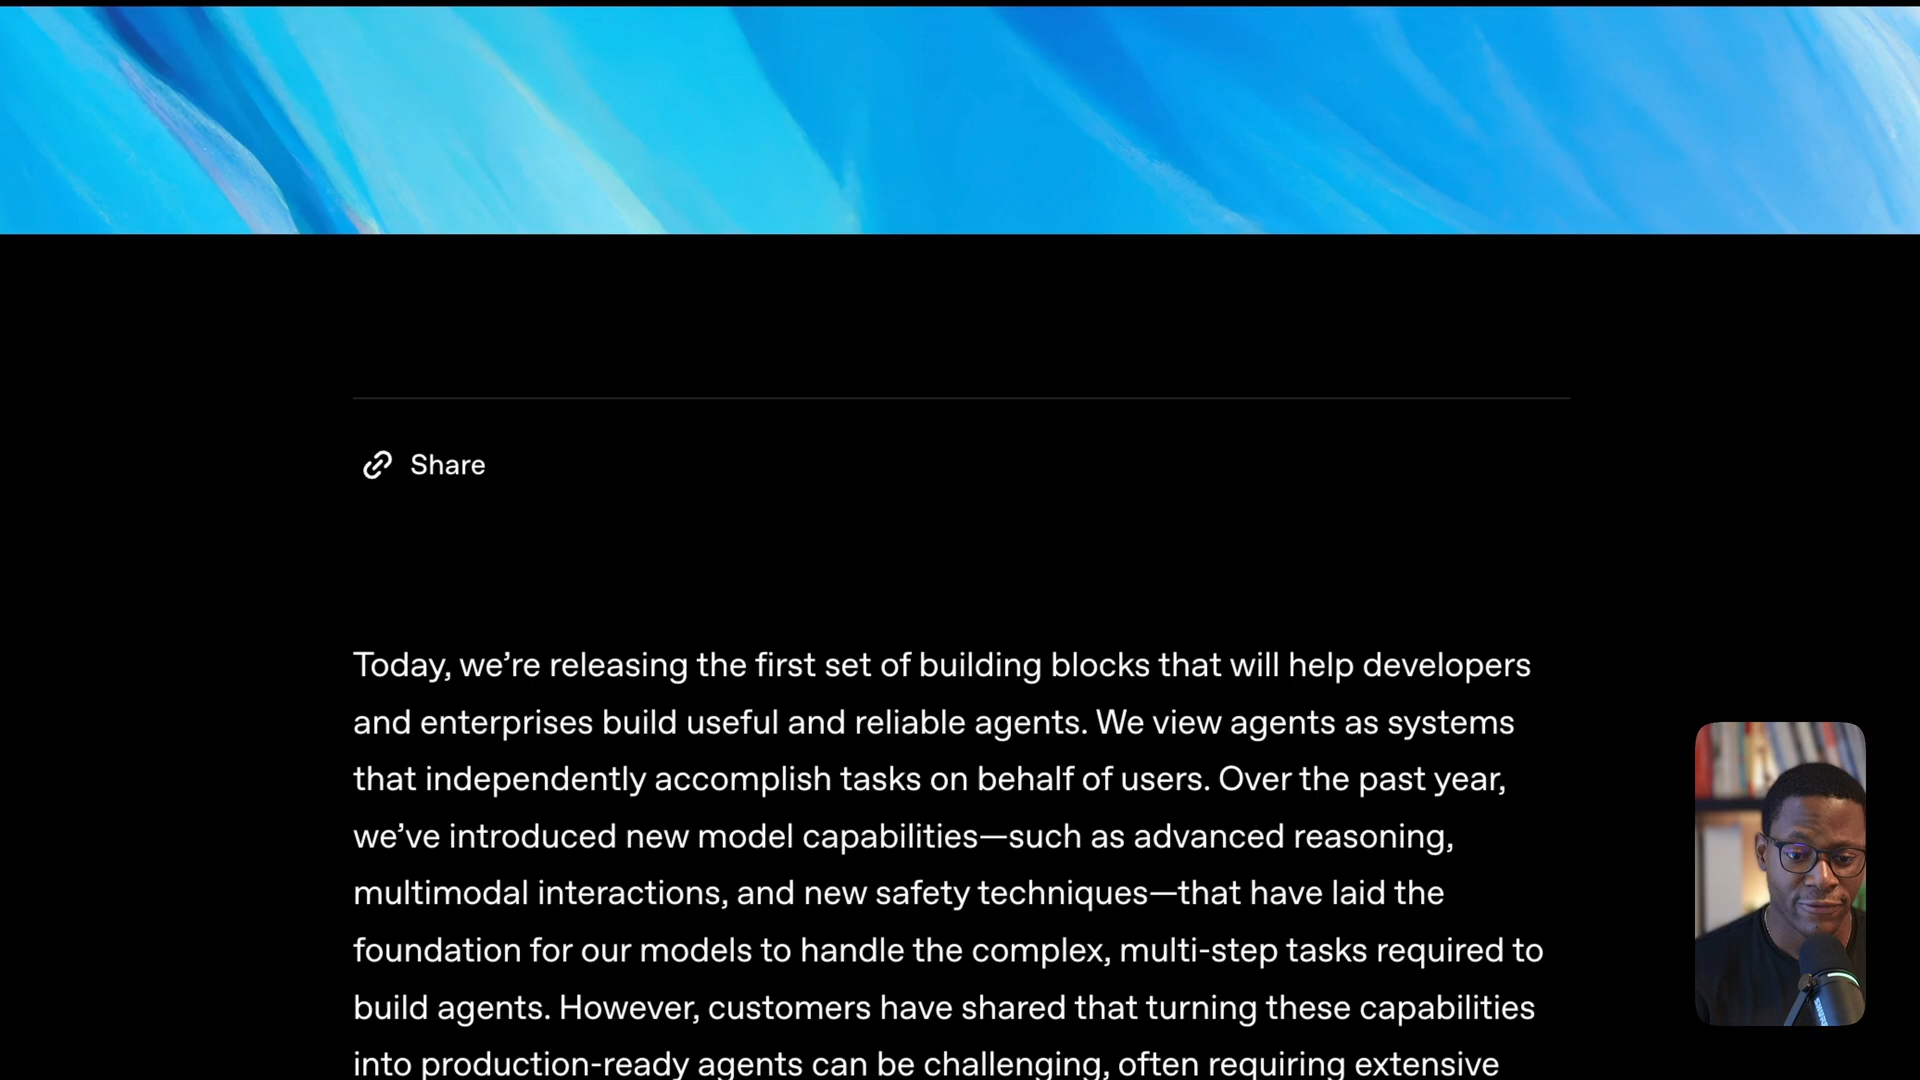 Share
Today, we’re releasing the first set of building blocks that will help developers
and enterprises build useful and reliable agents. We view agents as systems
that independently accomplish tasks on behalf of users. Over the past year,
we’ve introduced new model capabilities—such as advanced reasoning,
multimodal interactions, and new safety techniques—that have laid the
foundation for our models to handle the complex, multi-step tasks required to
build agents. However, customers have shared that turning these capabilities
into production-ready agents can be challenging, often requiring extensive